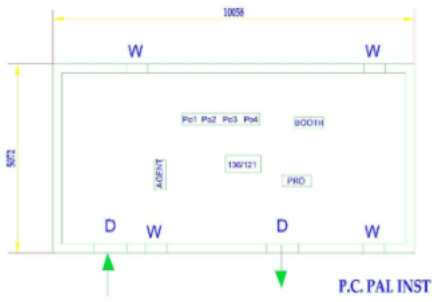 10058
W W
5072
Po1 Po2 Po3 Po4
BOOTH
AGENT
136/121
PRO
D W D W
P.C. PAL INST